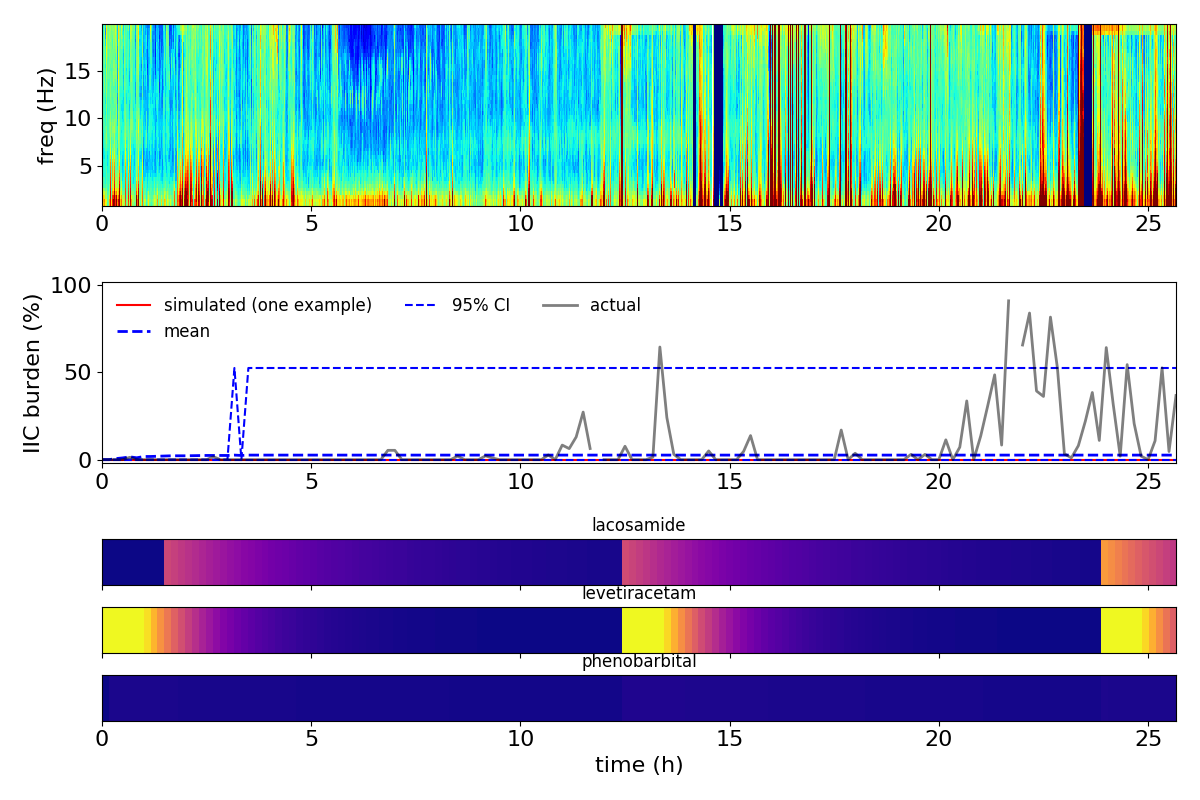 freq (Hz)
15
10
5
0 5 10 15 20 25
IIC burden (%)
100
50
0
simulated (one example) 95% CI actual
mean
0 5 10 15 20 25
lacosamide
levetiracetam
phenobarbital
0 5 10 15 20 25
time (h)